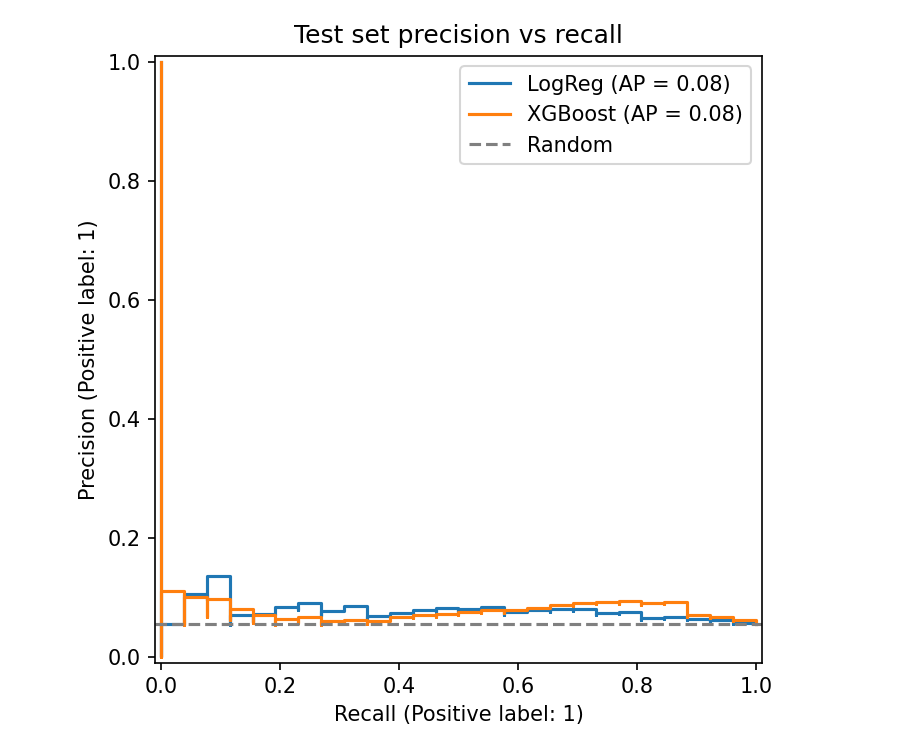 Test set precision vs recall
LogReg (AP = 0.08)
XGBoost (AP = 0.08)
Random
1.0
0.8
0.6
0.4
0.2
0.0
Precision (Positive label: 1)
0.0 0.2 0.4 0.6 0.8 1.0
Recall (Positive label: 1)